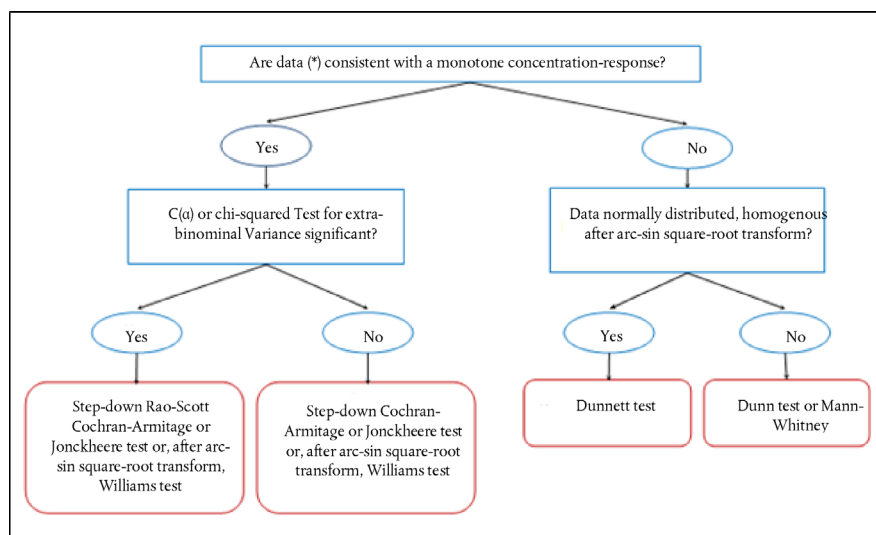 Are data (*) consistent with a monotone concentration-response?
Yes
No
C(α) or chi-squared Test for extra-
binominal Variance significant?
Data normally distributed, homogenous
after arc-sin square-root transform?
Yes
No
Yes
No
Step-down Rao-Scott
Cochran-Armitage or
Jonckheere test or, after arc-
sin square-root transform,
Williams test
Step-down Cochran-
Armitage or Jonckheere test
or, after arc-sin square-root
transform, Williams test
Dunnett test
Dunn test or Mann-
Whitney